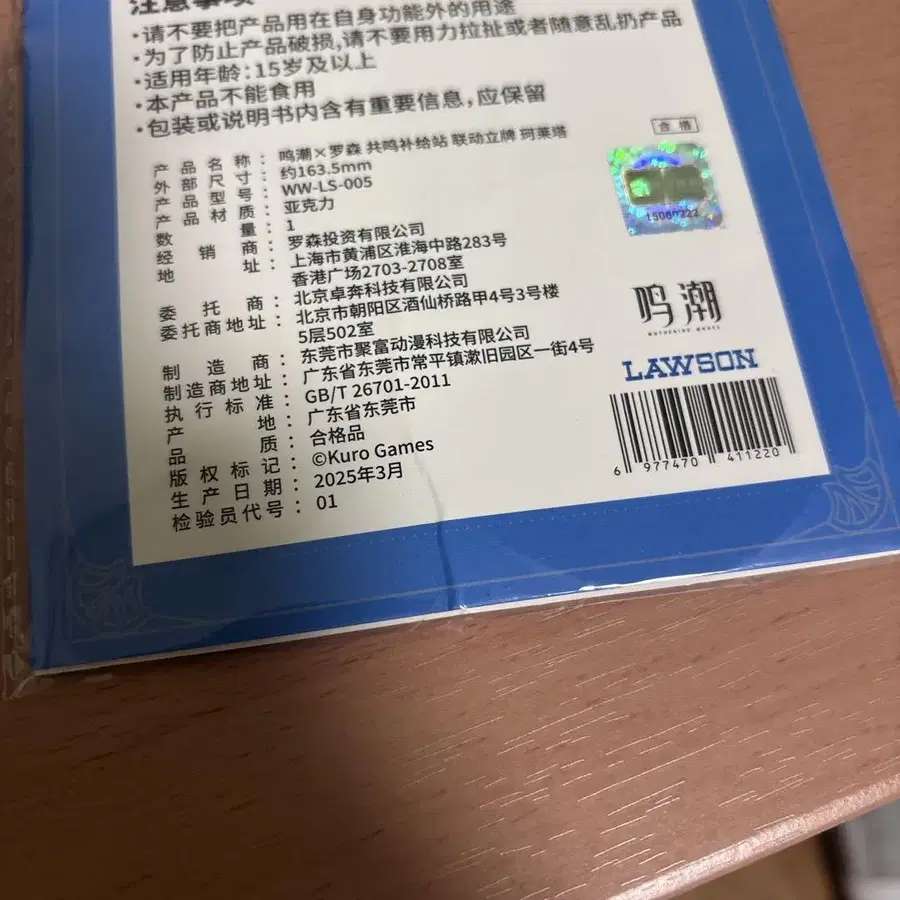 注意事项
·请不要把产品用在自身功能外的用途
·为了防止产品破损,请不要用力拉扯或者随意乱扔产品
·适用年龄:15岁及以上
·本产品不能食用
·包装或说明书内含有重要信息,应保留
产品名称：鸣潮×罗森 共鸣补给站 联动立牌 珂莱塔
外部尺寸：约163.5mm
产品型号：WW-LS-005
产品材质：亚克力
数量：1
经销商：罗森投资有限公司
地址：上海市黄浦区淮海中路283号
香港广场2703-2708室
委托商：北京卓奔科技有限公司
委托商地址：北京市朝阳区酒仙桥路甲4号3号楼
5层502室
制造商：东莞市聚富动漫科技有限公司
制造商地址：广东省东莞市常平镇漱旧园区一街4号
执行标准：GB/T 26701-2011
产地：广东省东莞市
品质：合格品
版权标记：©Kuro Games
生产日期：2025年3月
检验员代号：01
合格
15060222
鸣潮
WUTHERING WAVES
LAWSON
6 977470 411220